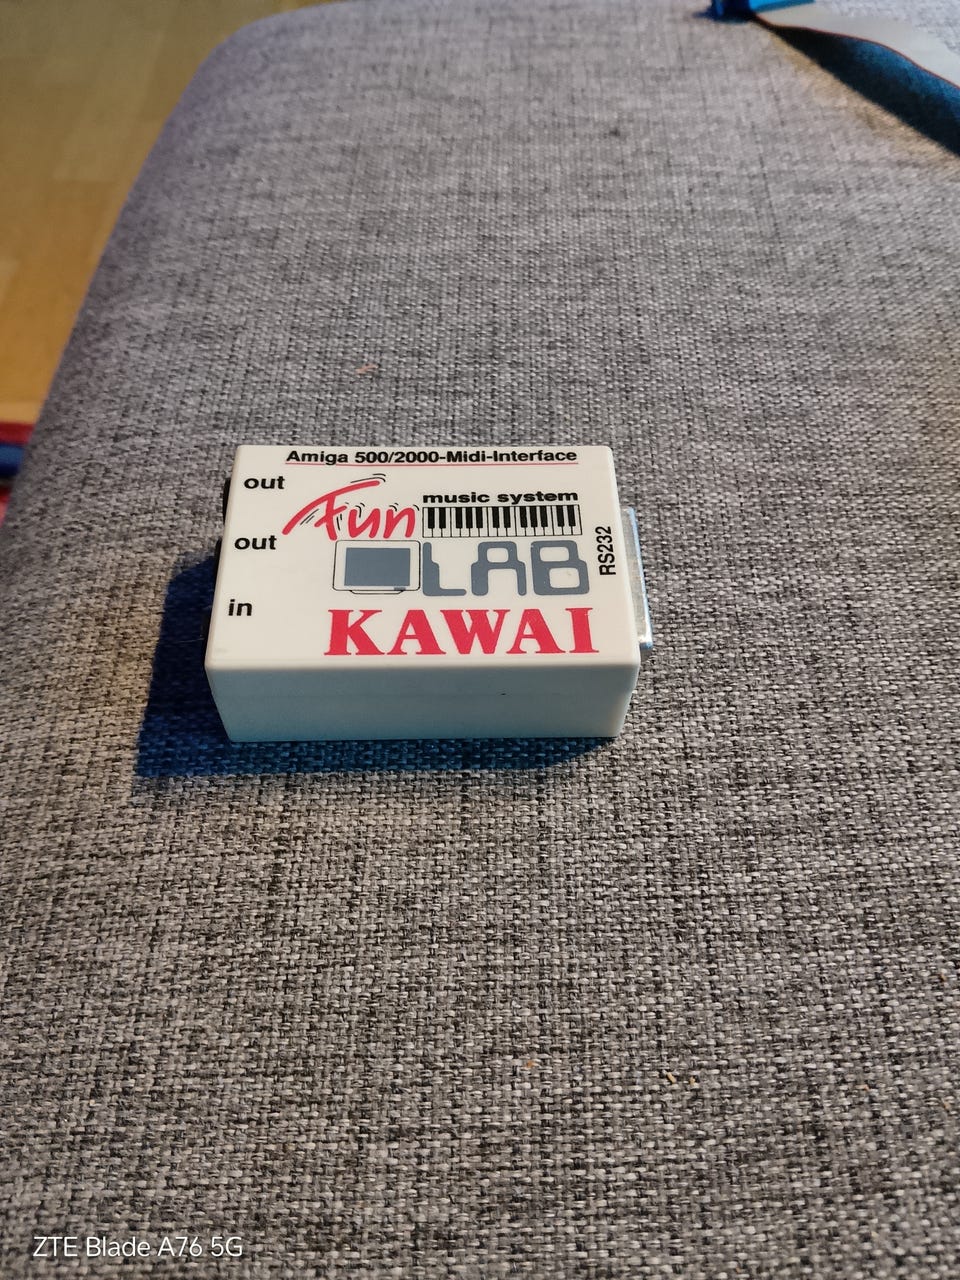 Amiga 500/2000-Midi-Interface
out
Fun
music system
out
LAB
RS232
in
KAWAI
ZTE Blade A76 5G